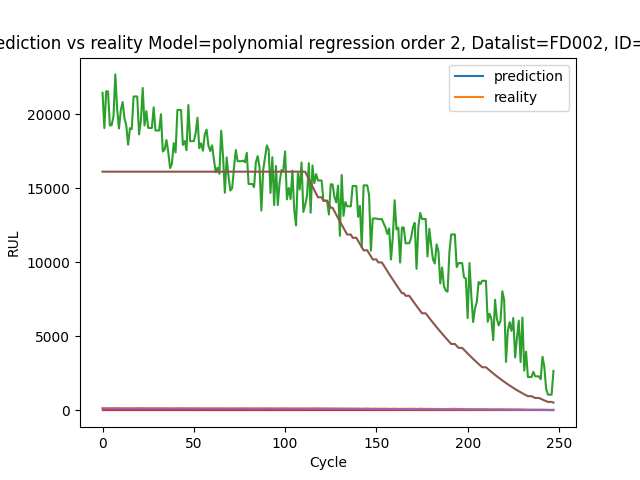 ediction vs reality Model=polynomial regression order 2, Datalist=FD002, ID=
prediction
reality
RUL
20000
15000
10000
5000
0
0 50 100 150 200 250
Cycle